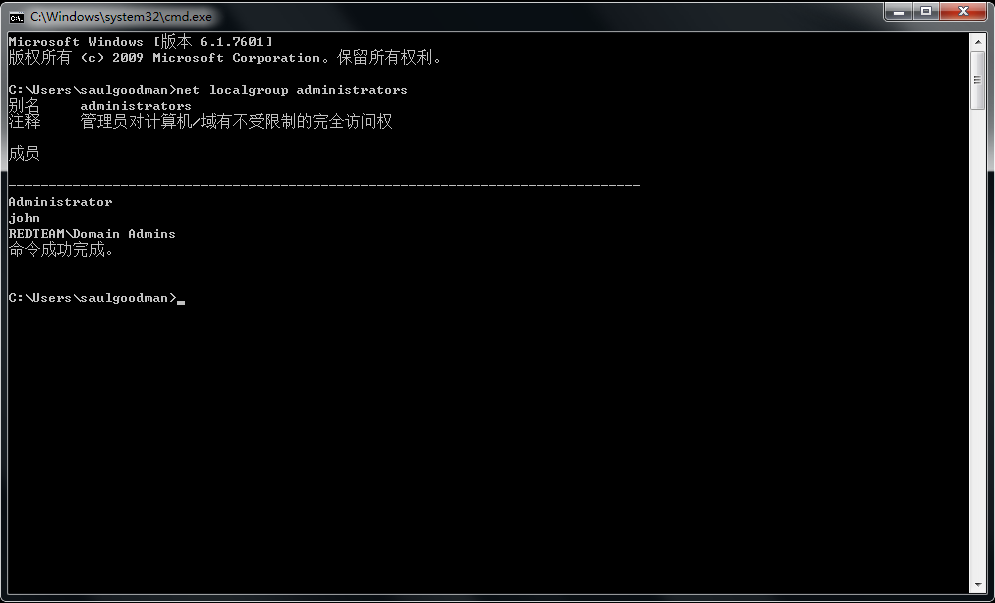 C:\Windows\system32\cmd.exe
Microsoft Windows [版本 6.1.7601]
版权所有 (c) 2009 Microsoft Corporation。保留所有权利。
C:\Users\saulgoodman>net localgroup administrators
别名     administrators
注释     管理员对计算机/域有不受限制的完全访问权
成员
-------------------------------------------------------------------------------
Administrator
john
REDTEAM\Domain Admins
命令成功完成。
C:\Users\saulgoodman>